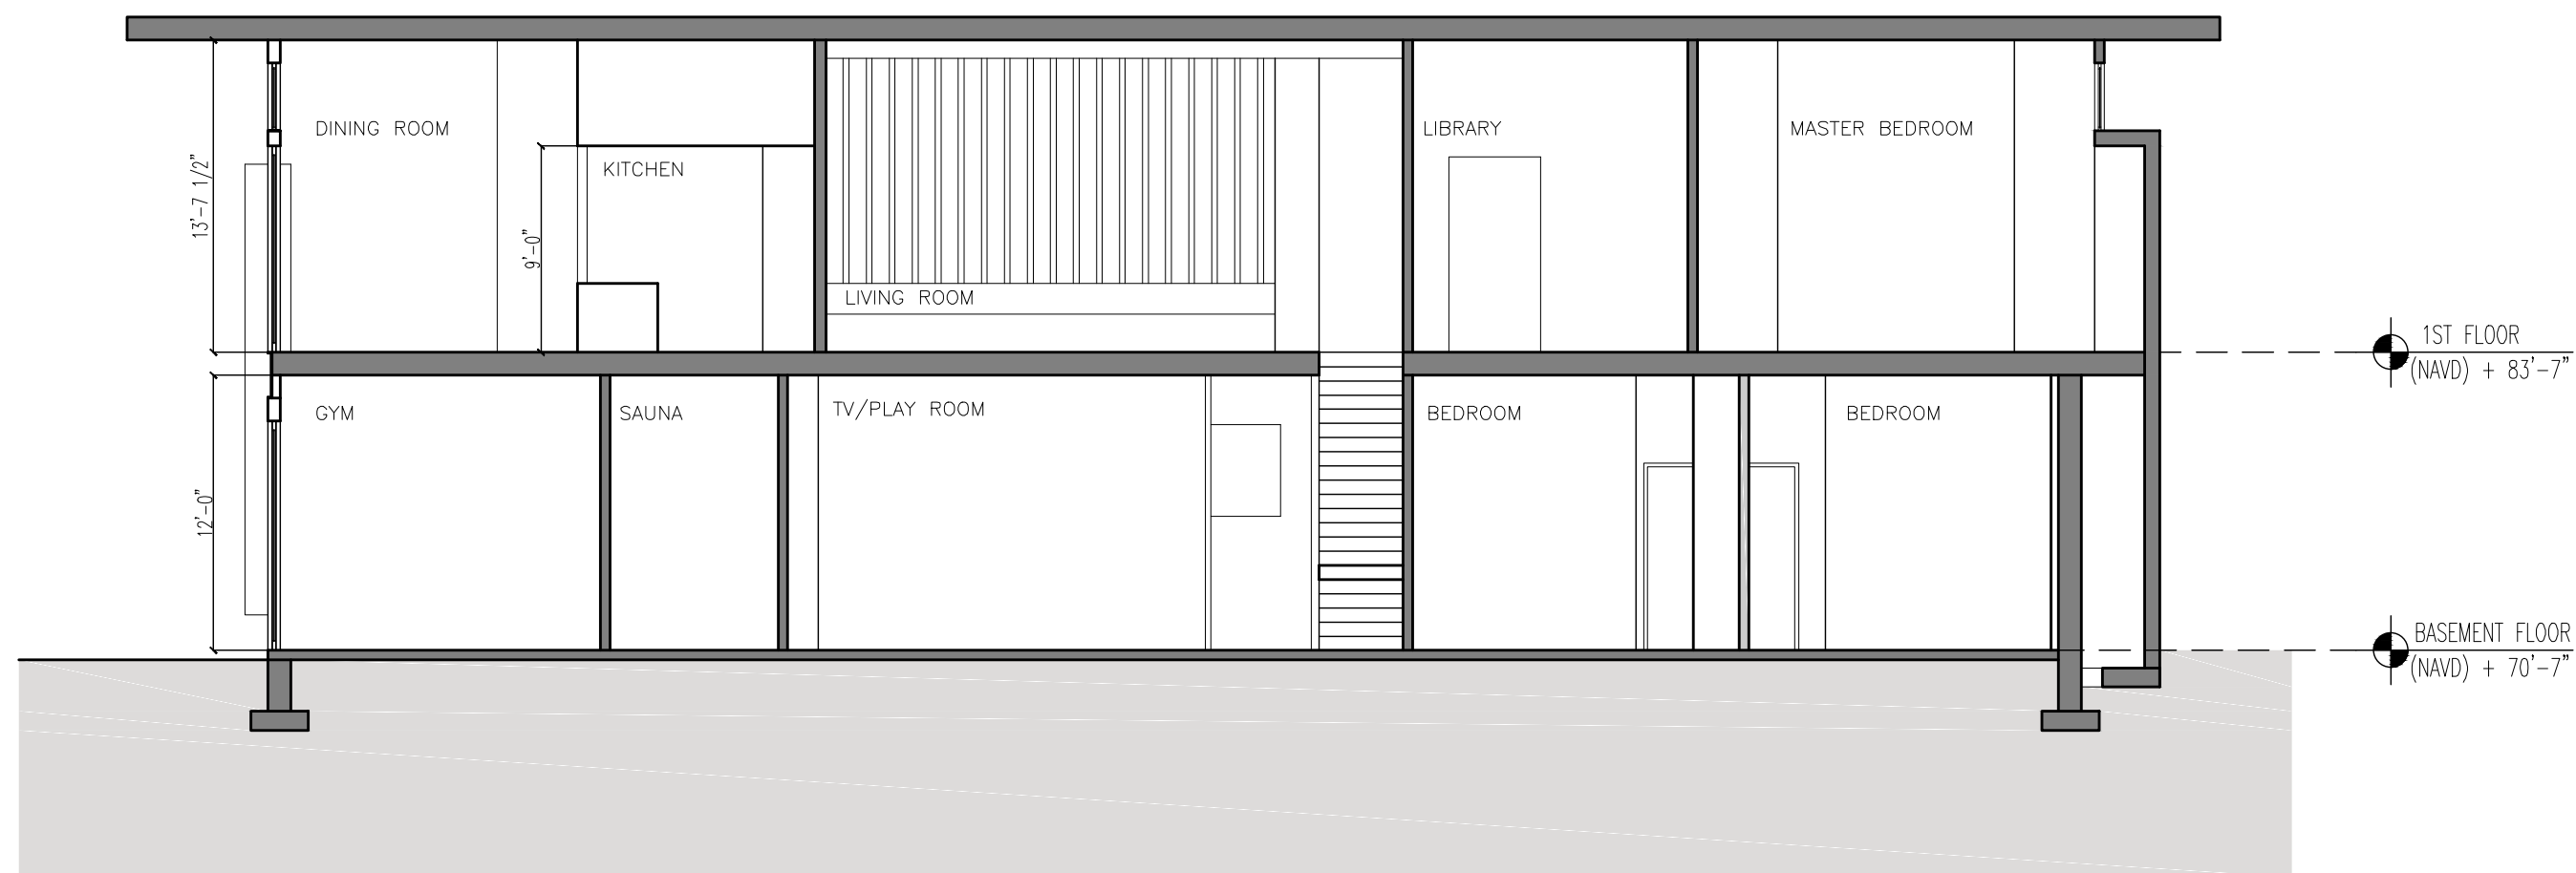 DINING ROOM
LIBRARY
MASTER BEDROOM
KITCHEN
13'-7 1/2"
9'-0"
LIVING ROOM
1ST FLOOR
(NAVD) + 83'-7"
GYM
SAUNA
TV/PLAY ROOM
BEDROOM
BEDROOM
12'-0"
BASEMENT FLOOR
(NAVD) + 70'-7"